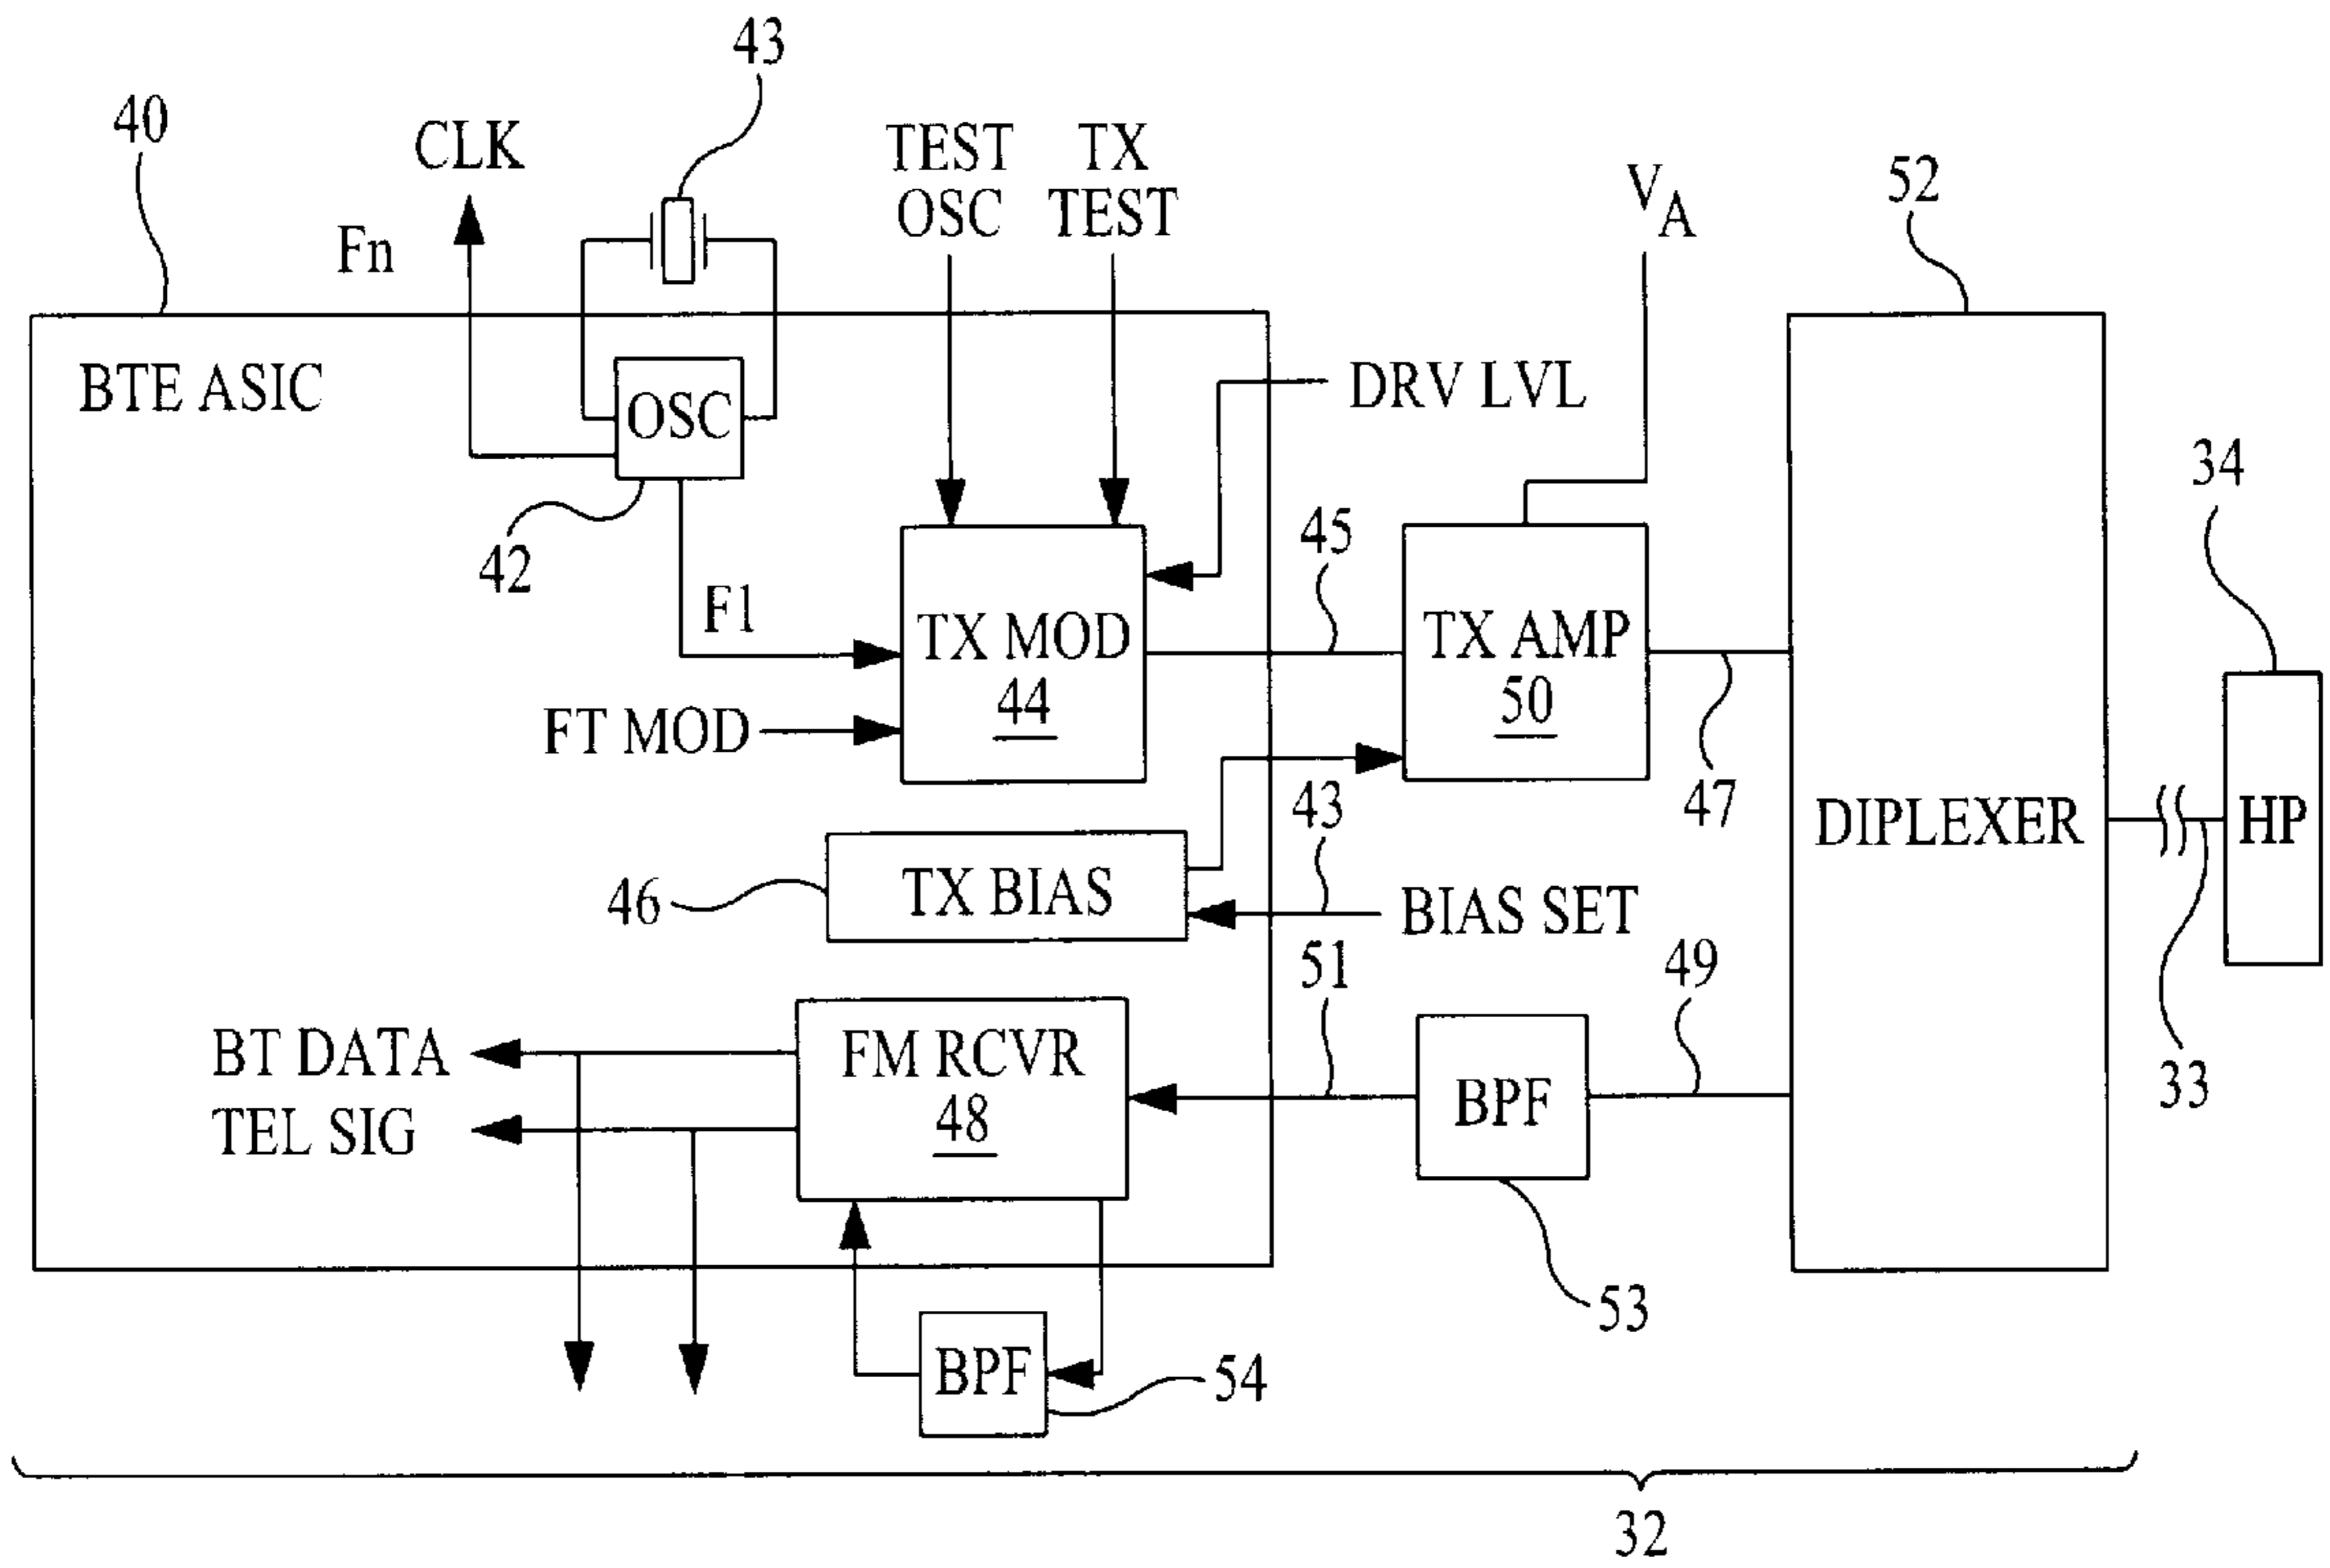 43
40
CLK
TEST
OSC
TX
TEST
V
A
52
Fn
BTE ASIC
OSC
DRV LVL
34
42
F1
45
TX MOD
44
TX AMP
50
FT MOD
43
47
DIPLEXER
HP
46
TX BIAS
BIAS SET
51
49
BT DATA
TEL SIG
FM RCVR
48
BPF
33
53
BPF
54
32